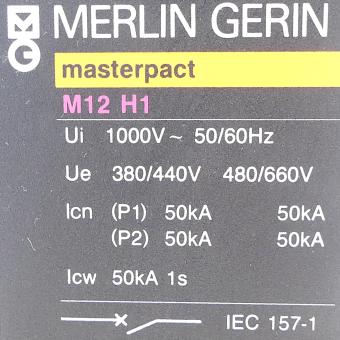 MERLIN GERIN
masterpact
M12 H1
Ui 1000V~ 50/60Hz
Ue 380/440V 480/660V
Icn (P1) 50kA 50kA
(P2) 50kA 50kA
Icw 50kA 1s
IEC 157-1